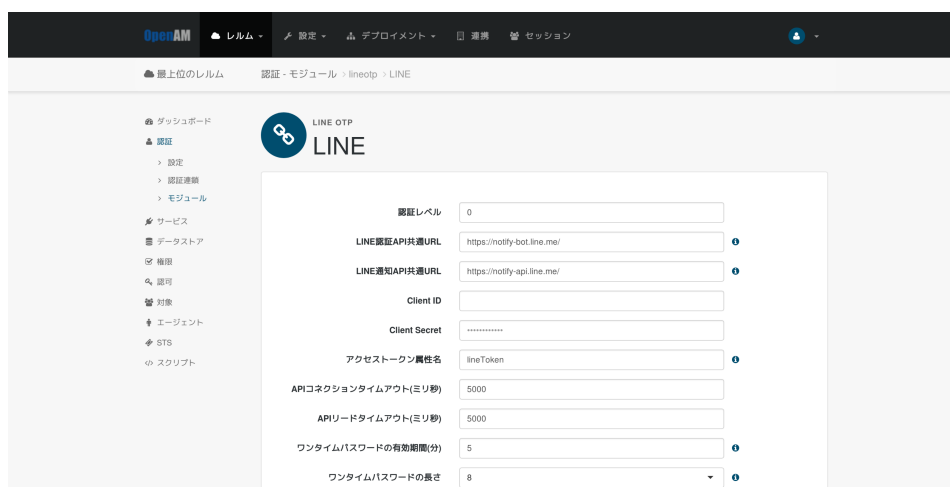 OpenAM レルム 設定 デプロイメント 連携 セッション
最上位のレルム 認証 - モジュール > lineotp > LINE
ダッシュボード
認証
> 設定
> 認証連鎖
> モジュール
サービス
データストア
権限
認可
対象
エージェント
STS
スクリプト
LINE OTP
LINE
認証レベル 0
LINE認証API共通URL https://notify-bot.line.me/
LINE通知API共通URL https://notify-api.line.me/
Client ID
Client Secret ************
アクセストークン属性名 lineToken
APIコネクションタイムアウト(ミリ秒) 5000
APIリードタイムアウト(ミリ秒) 5000
ワンタイムパスワードの有効期間(分) 5
ワンタイムパスワードの長さ 8